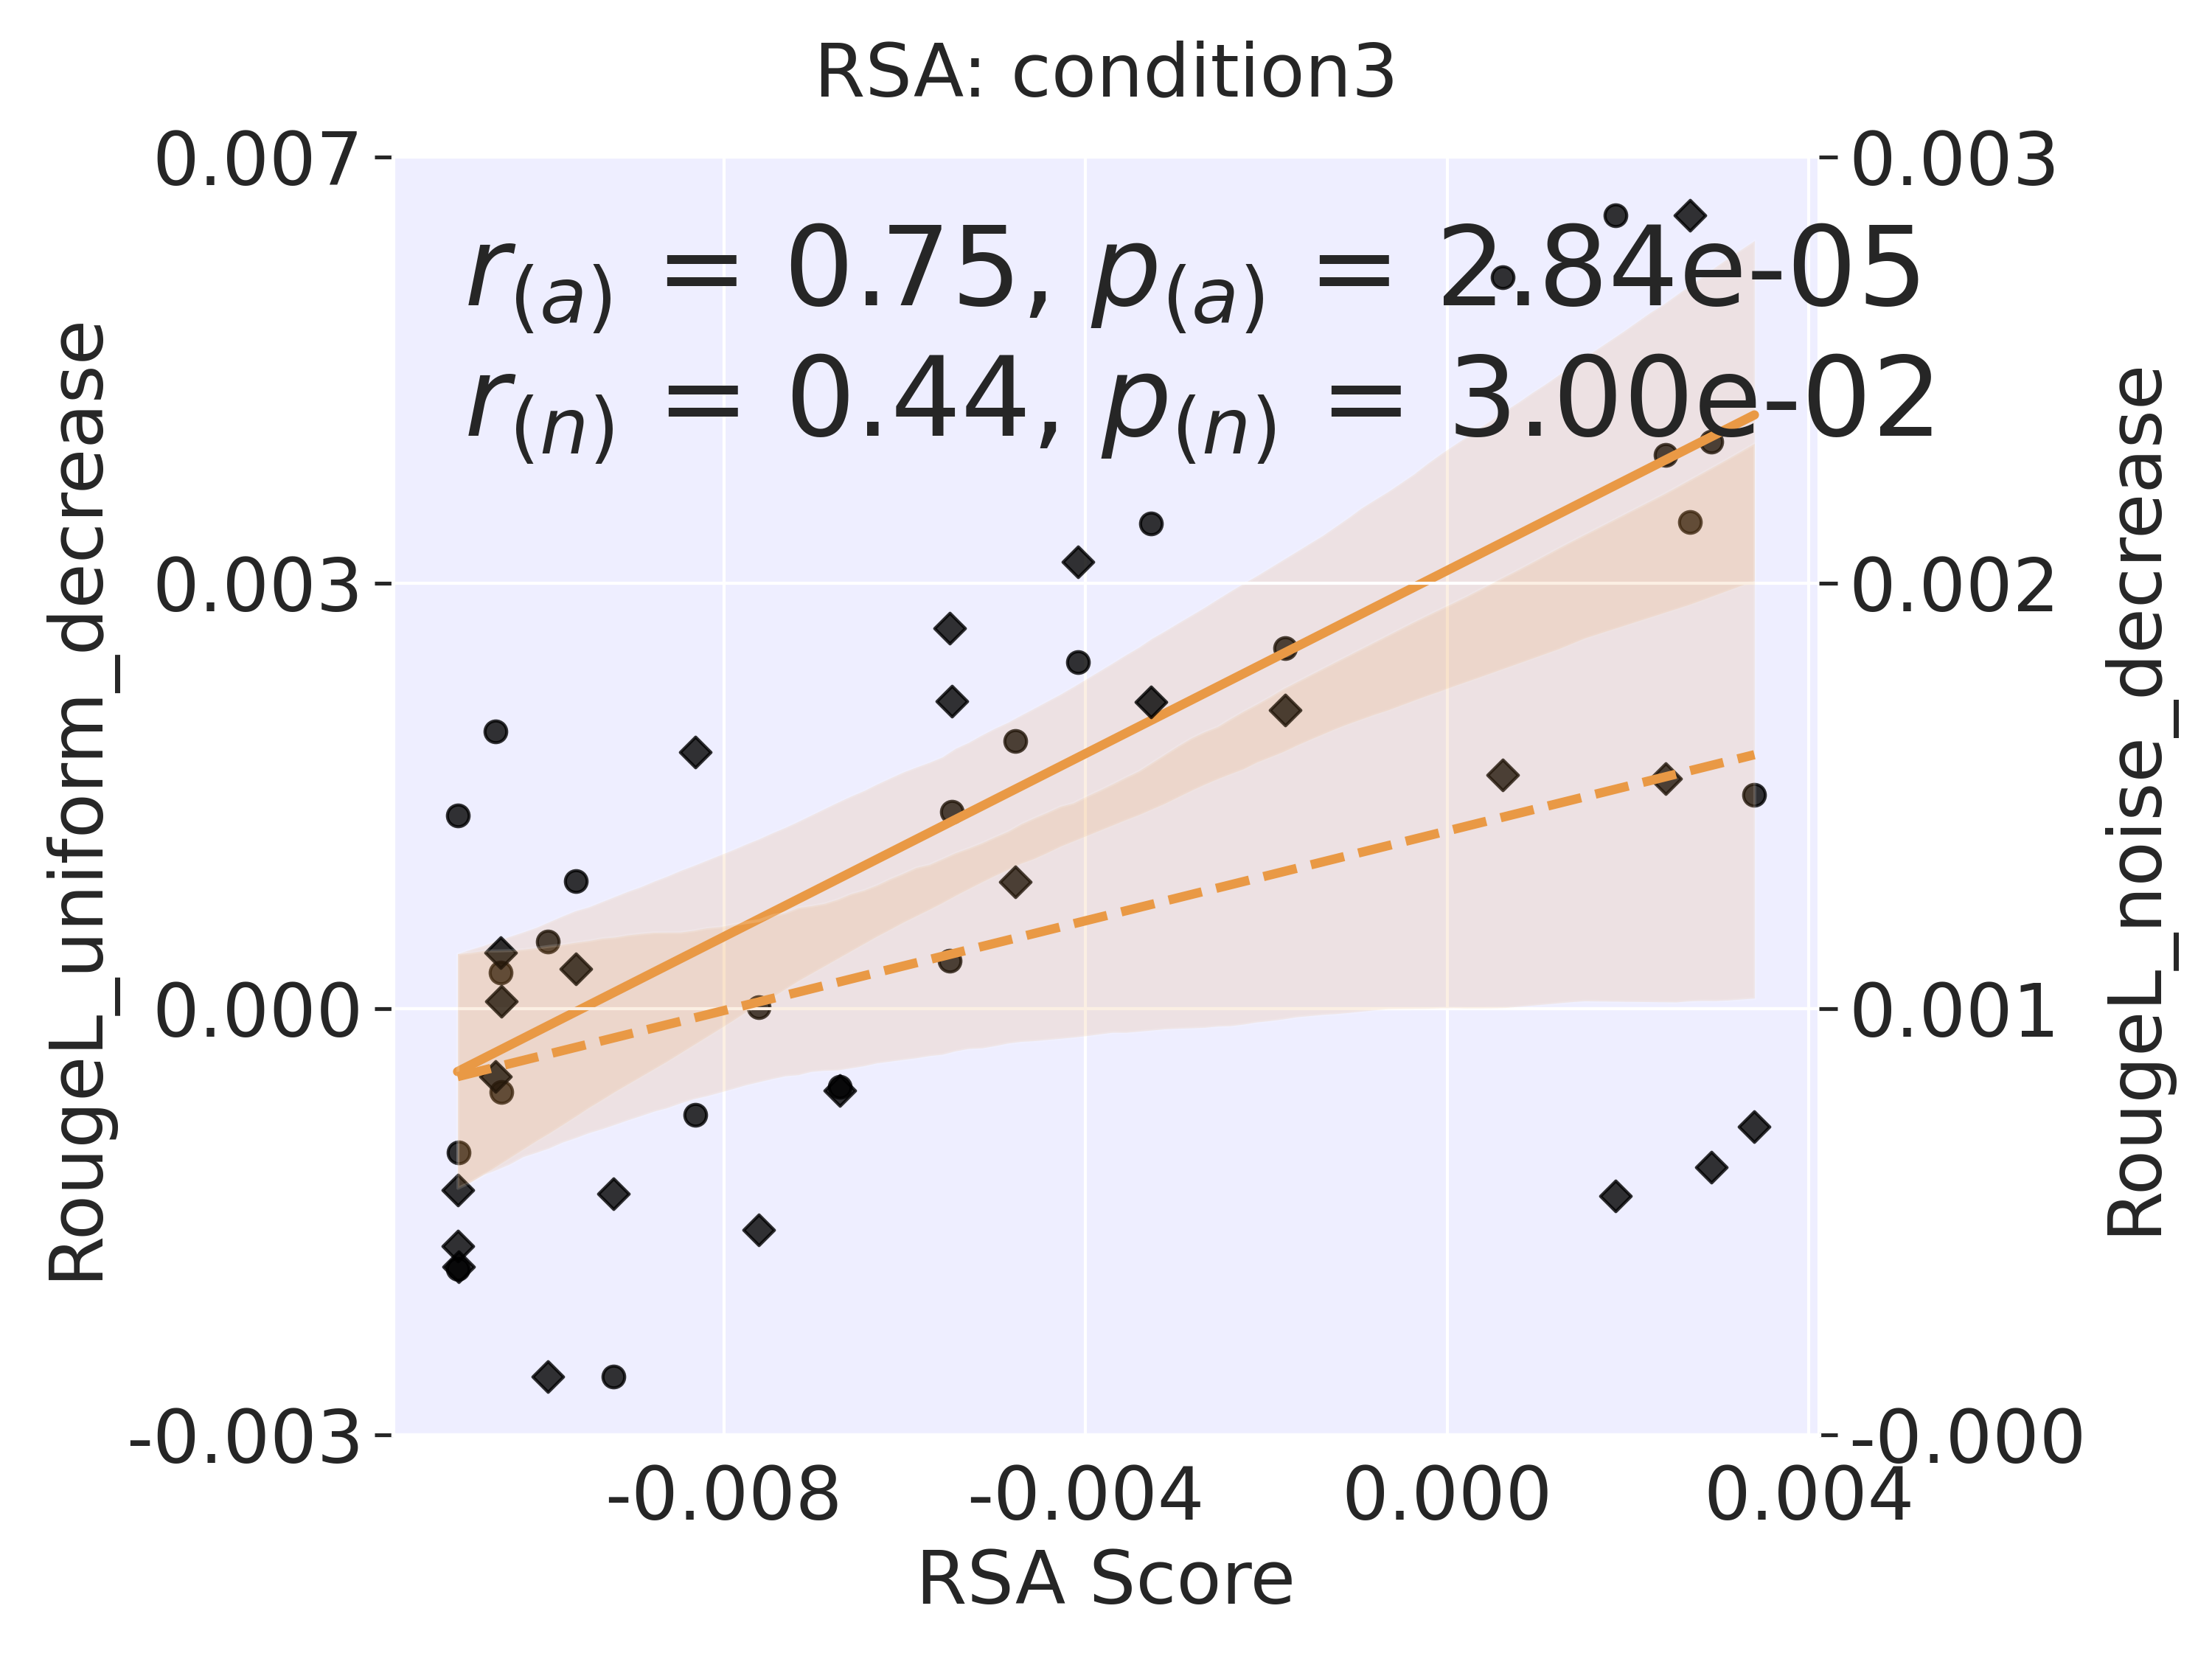 RSA: condition3
r(a) = 0.75, p(a) = 2.84e-05
r(n) = 0.44, p(n) = 3.00e-02
RougeL_uniform_decrease
0.007
0.003
0.000
-0.003
RougeL_noise_decrease
0.003
0.002
0.001
-0.000
-0.008
-0.004
0.000
0.004
RSA Score